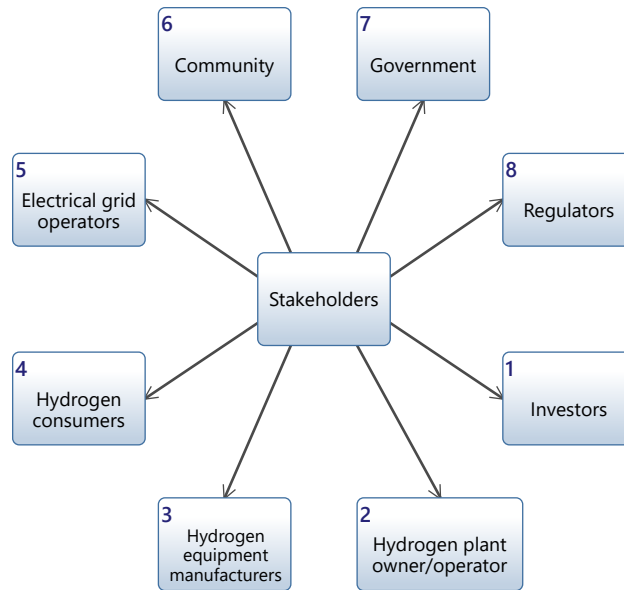 6
Community
7
Government
5
Electrical grid
operators
8
Regulators
Stakeholders
4
Hydrogen
consumers
1
Investors
3
Hydrogen
equipment
manufacturers
2
Hydrogen plant
owner/operator